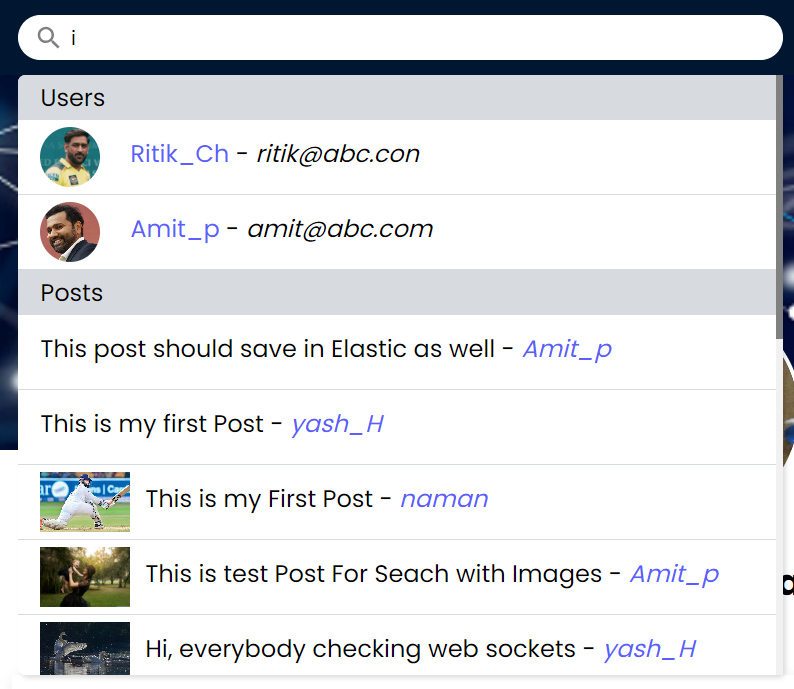 i
Users
Ritik_Ch - ritik@abc.con
Amit_p - amit@abc.com
Posts
This post should save in Elastic as well - Amit_p
This is my first Post - yash_H
This is my First Post - naman
This is test Post For Seach with Images - Amit_p
Hi, everybody checking web sockets - yash_H